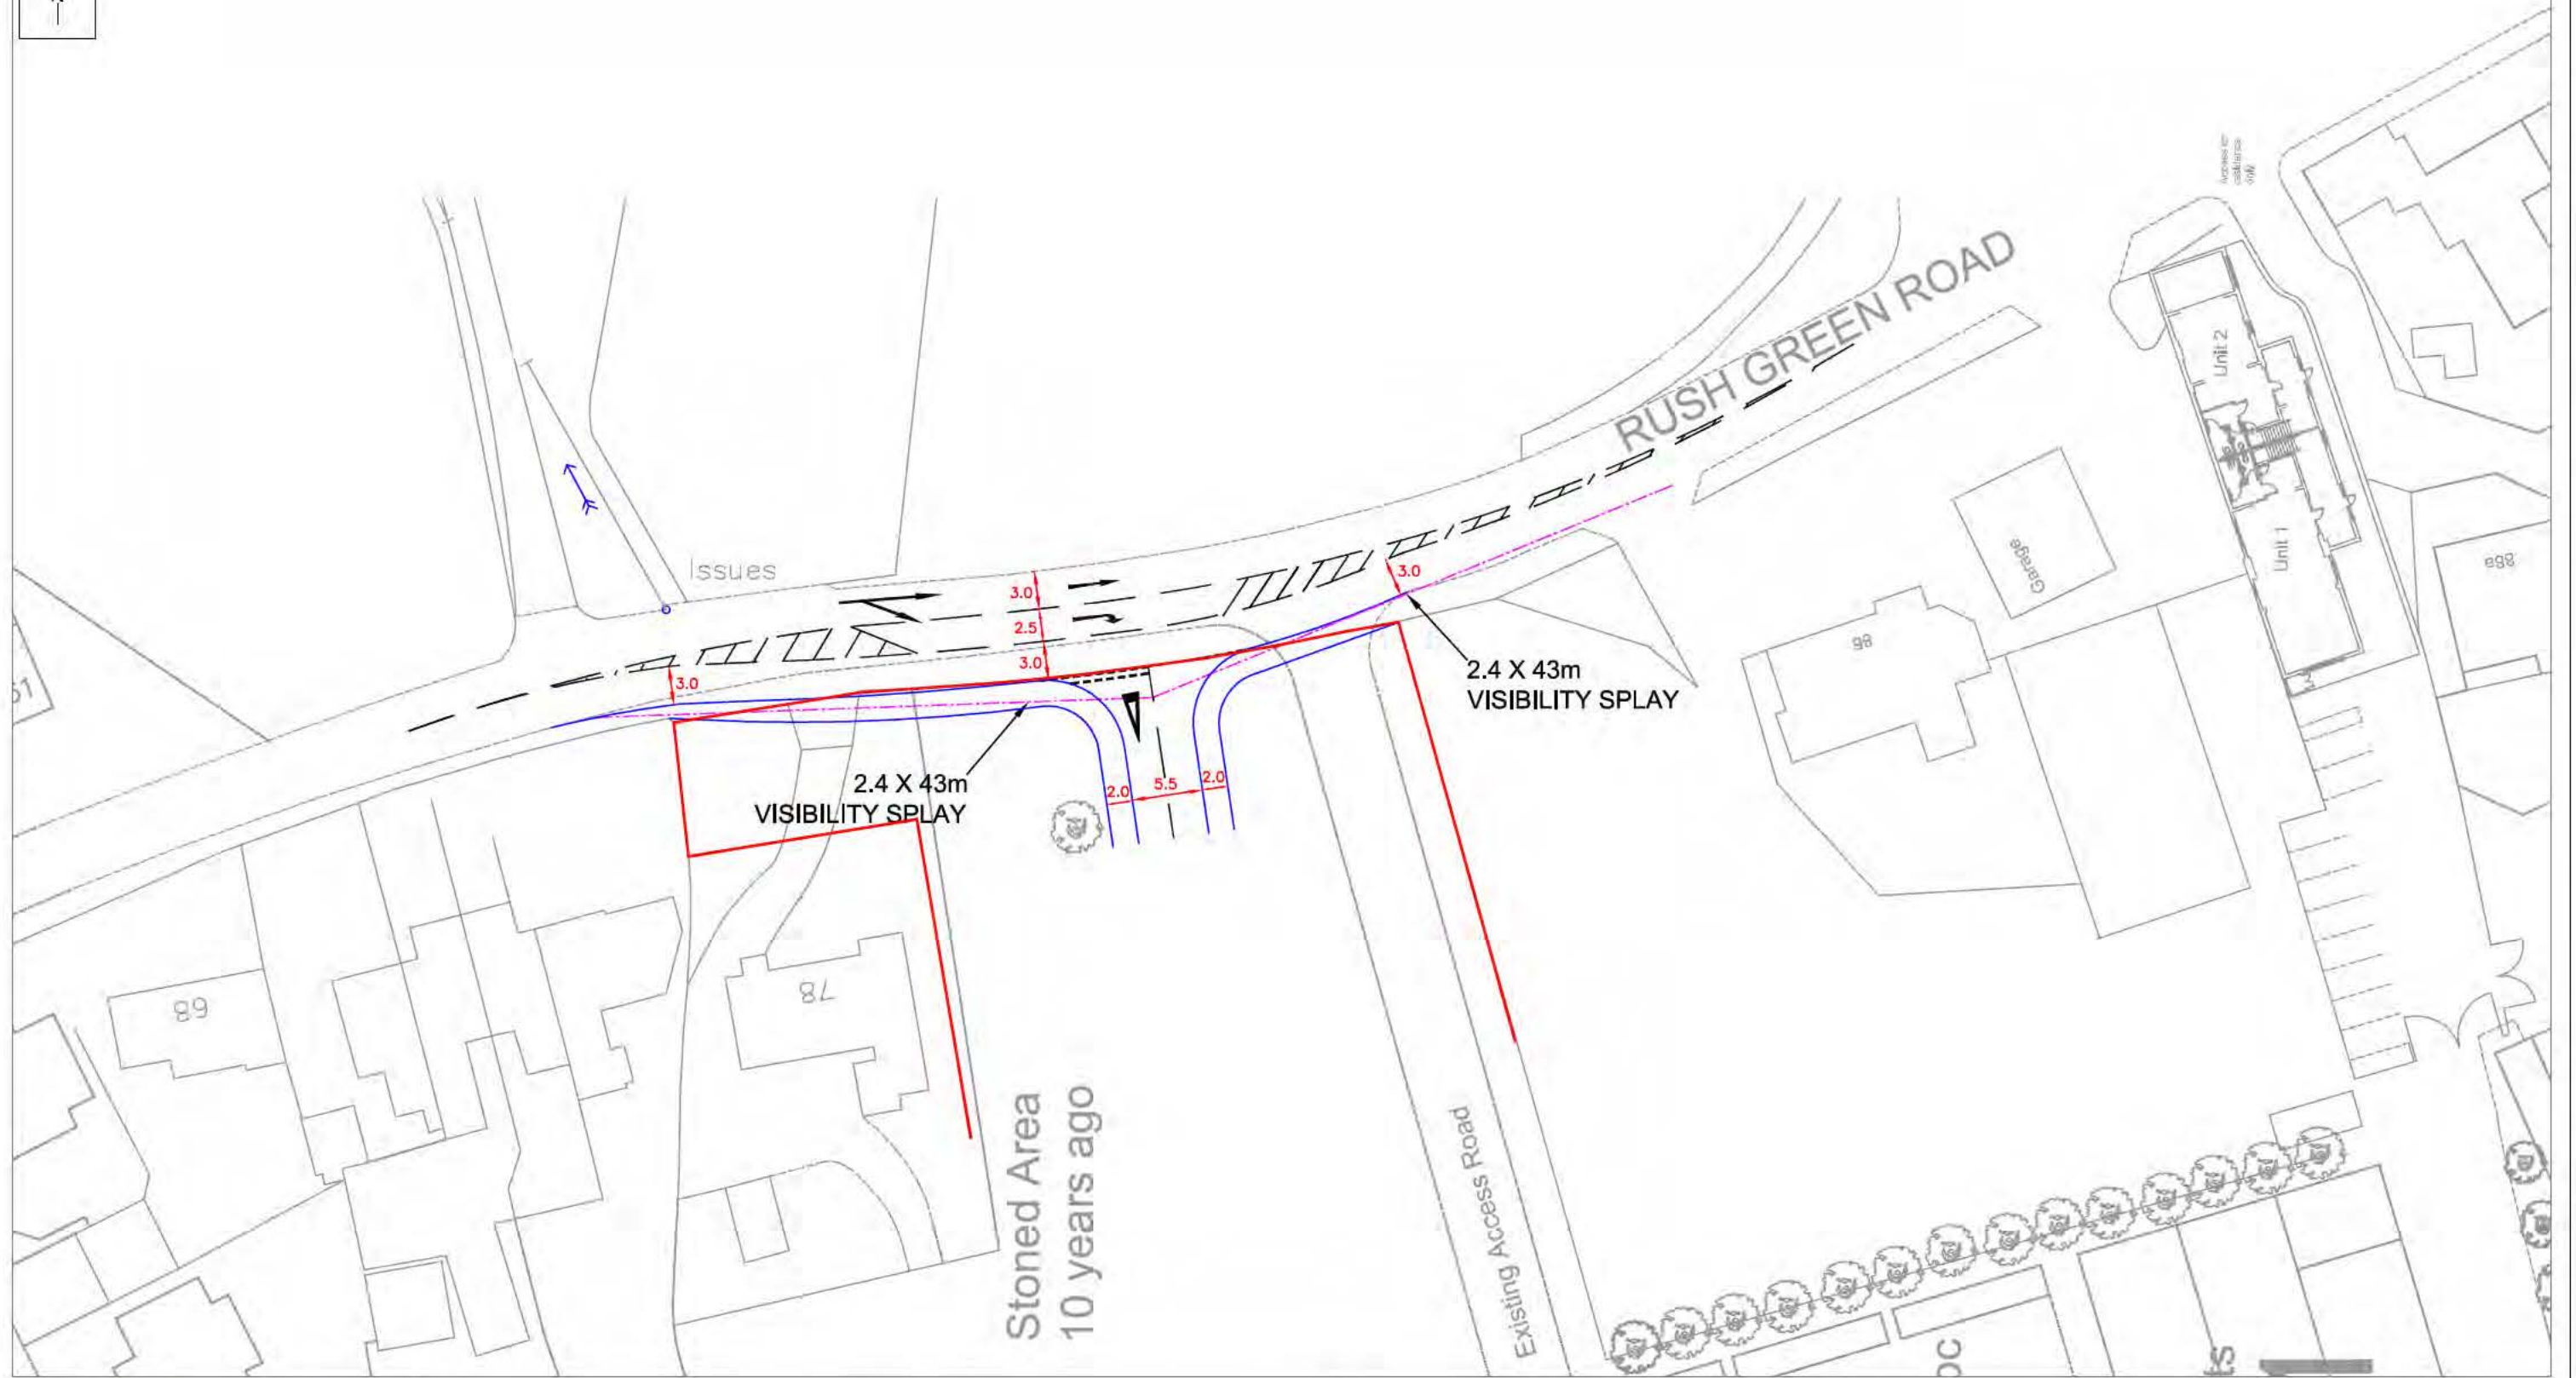 Issues
RUSH GREEN ROAD
3.0
2.5
3.0
3.0
3.0
2.4 X 43m
VISIBILITY SPLAY
2.4 X 43m
VISIBILITY SPLAY
2.0
5.5
2.0
Unit 2
Unit 1
Garage
86
88a
68
78
Stoned Area
10 years ago
Existing Access Road